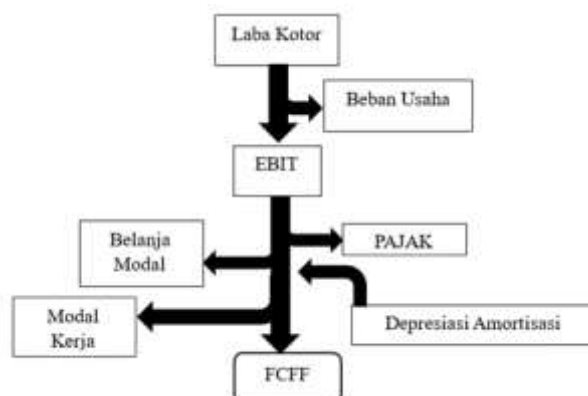 Laba Kotor
Beban Usaha
EBIT
Belanja
Modal
PAJAK
Modal
Kerja
Depresiasi Amortisasi
FCFF